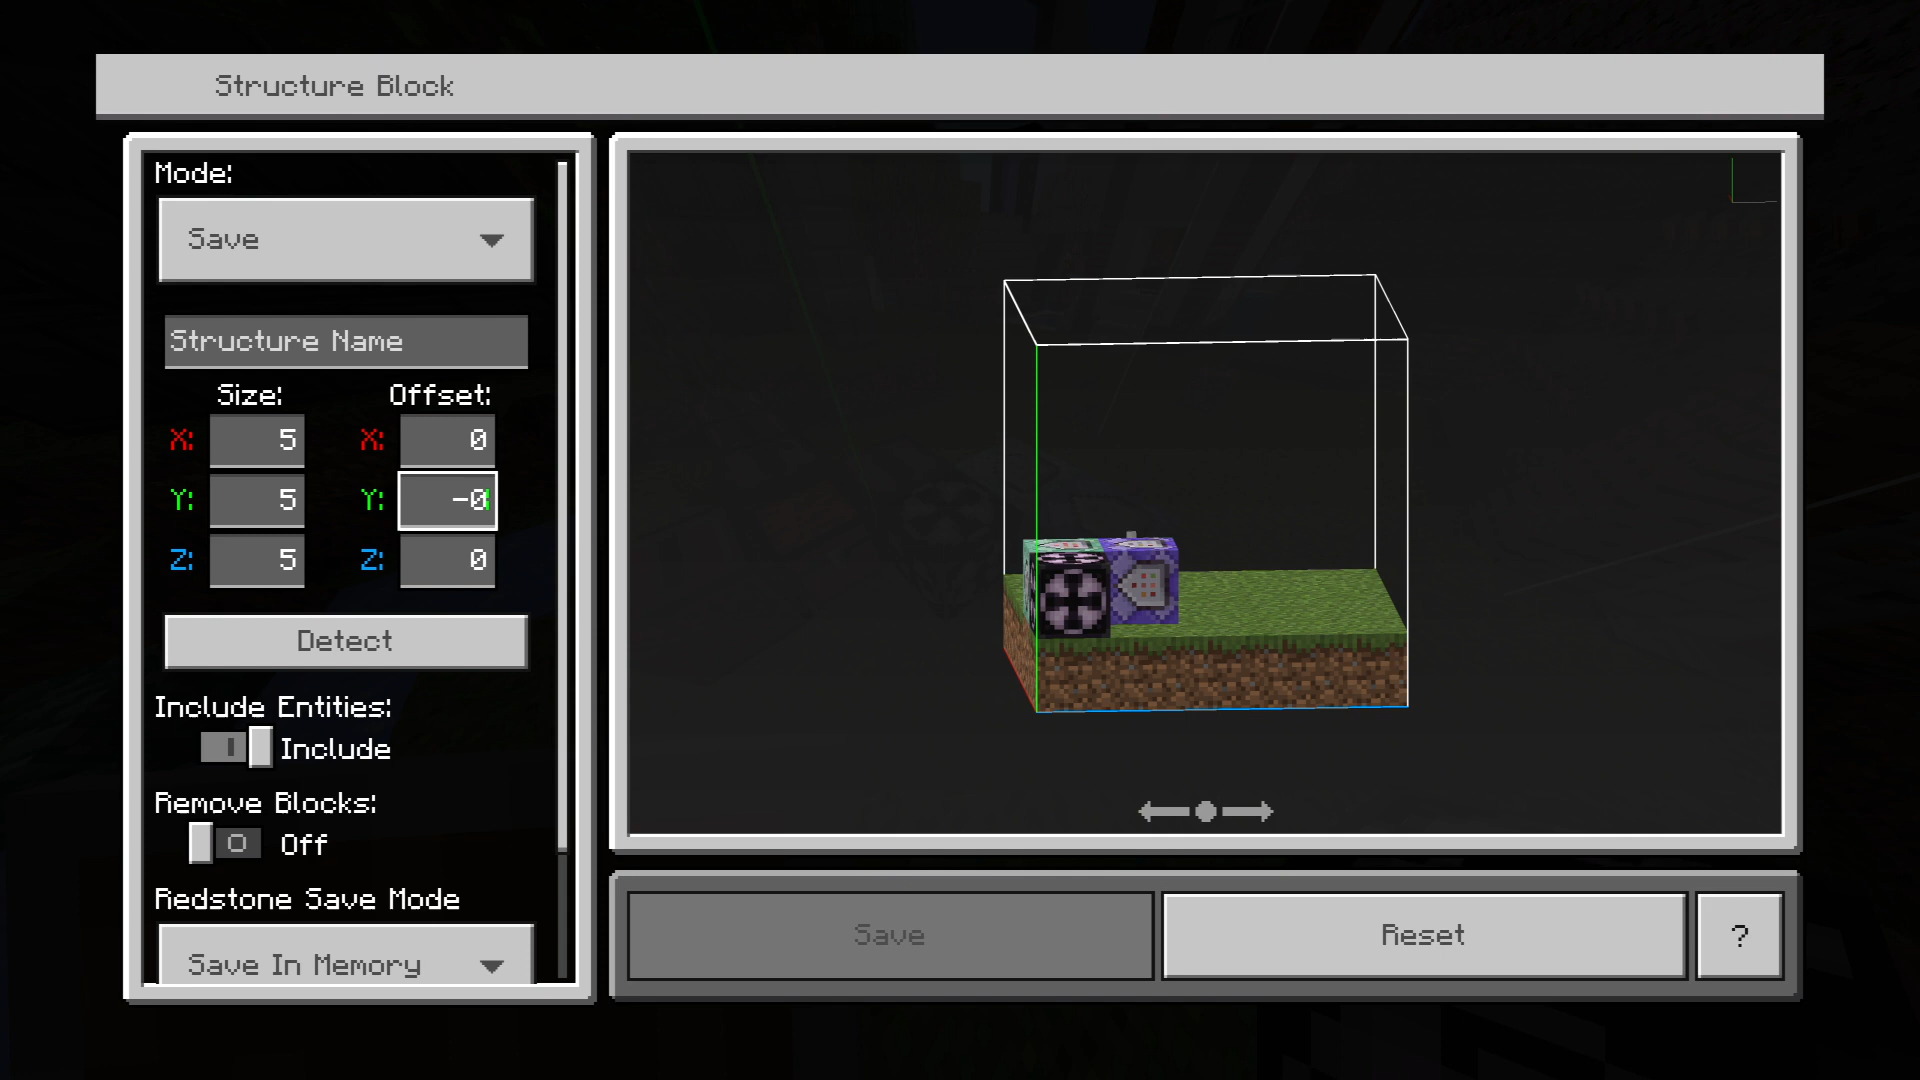 Structure Block
Mode:
Save
Structure Name
Size: Offset:
X: 5 X: 0
Y: 5 Y: -0
Z: 5 Z: 0
Detect
Include Entities:
Include
Remove Blocks:
Off
Redstone Save Mode
Save In Memory
Save Reset ?